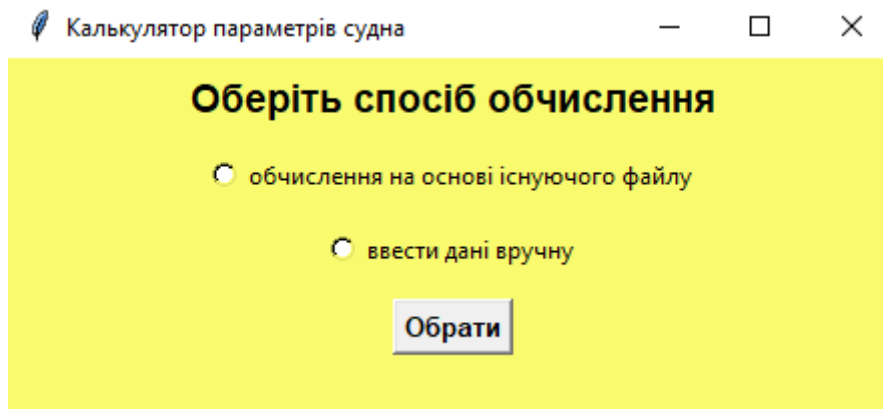 Калькулятор параметрів судна
Оберіть спосіб обчислення
обчислення на основі існуючого файлу
ввести дані вручну
Обрати